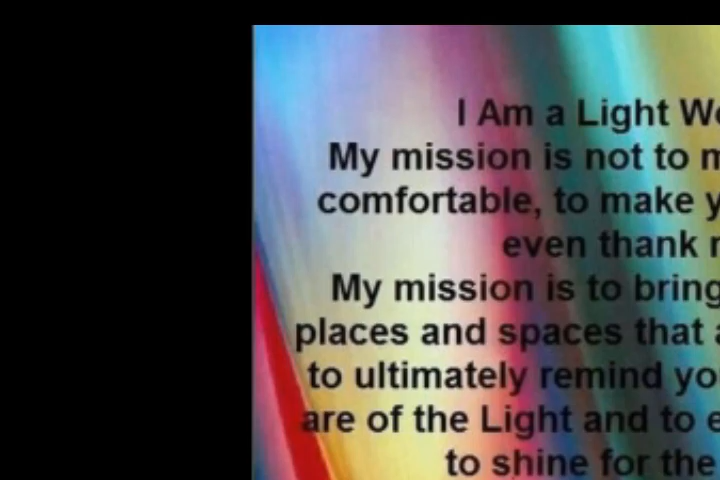 I Am a Light
My mission is not to
comfortable, to make
even thank
My mission is to bring
places and spaces that
to ultimately remind
are of the Light and to
to shine for the